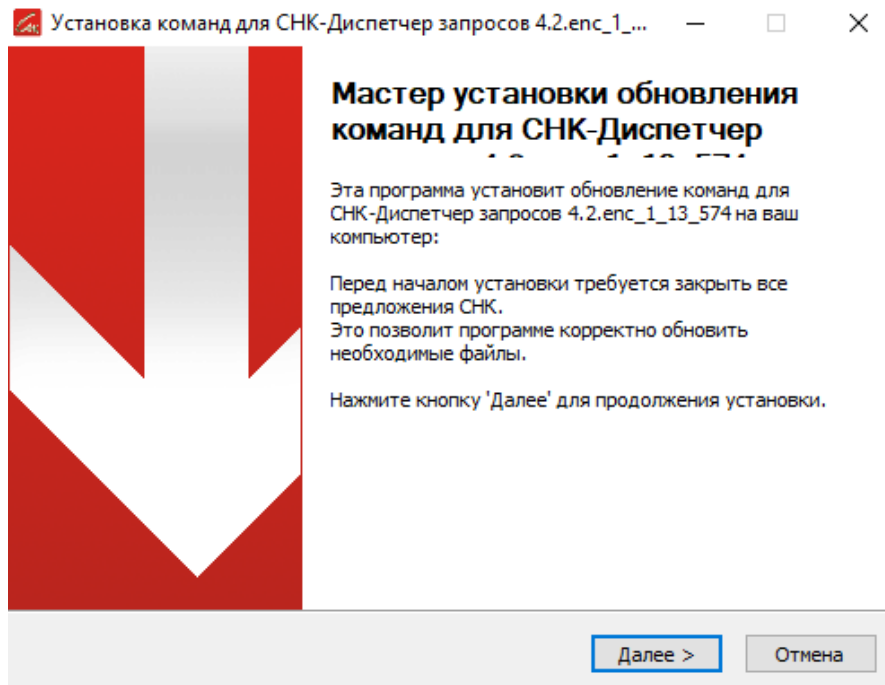 Установка команд для СНК-Диспетчер запросов 4.2.enc_1_...
Мастер установки обновления
команд для СНК-Диспетчер
Эта программа установит обновление команд для
СНК-Диспетчер запросов 4.2.enc_1_13_574 на ваш
компьютер:
Перед началом установки требуется закрыть все
предложения СНК.
Это позволит программе корректно обновить
необходимые файлы.
Нажмите кнопку 'Далее' для продолжения установки.
Далее >
Отмена